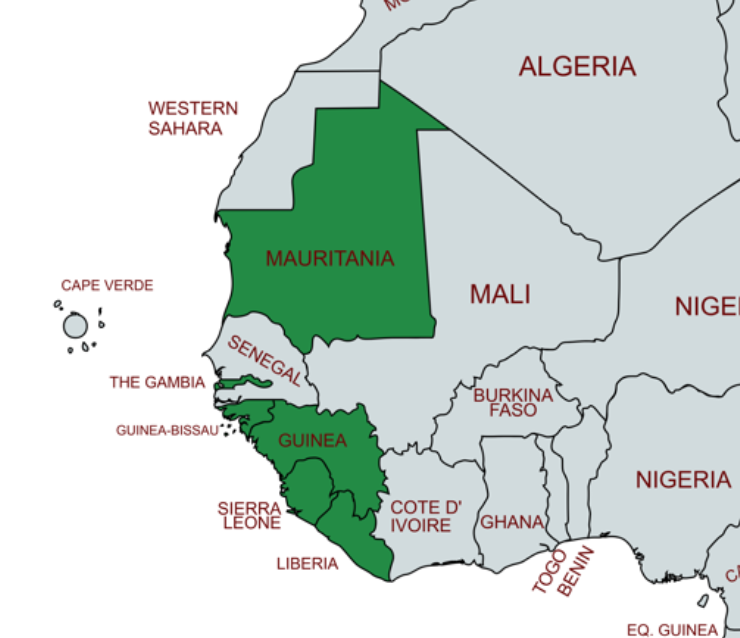 ALGERIA
WESTERN
SAHARA
MAURITANIA
CAPE VERDE
MALI
SENEGAL
THE GAMBIA
BURKINA
FASO
GUINEA-BISSAU
GUINEA
NIGERIA
SIERRA
LEONE
COTE D'
IVOIRE
GHANA
LIBERIA
TOGO
BENIN
EQ. GUINEA